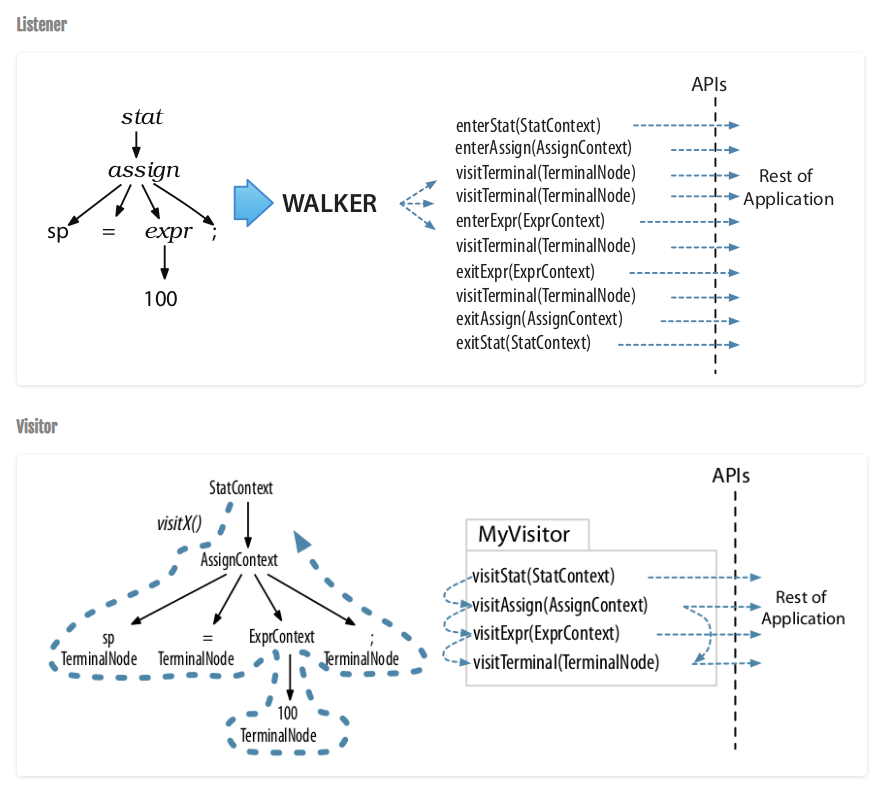 Listener
APIs
stat
assign
sp = expr ;
100
WALKER
enterStat(StatContext)
enterAssign(AssignContext)
visitTerminal(TerminalNode)
visitTerminal(TerminalNode)
enterExpr(ExprContext)
visitTerminal(TerminalNode)
exitExpr(ExprContext)
visitTerminal(TerminalNode)
exitAssign(AssignContext)
exitStat(StatContext)
Rest of
Application
Visitor
StatContext
visitX()
AssignContext
sp
TerminalNode
=
TerminalNode
ExprContext
;
TerminalNode
100
TerminalNode
APIs
MyVisitor
visitStat(StatContext)
visitAssign(AssignContext)
visitExpr(ExprContext)
visitTerminal(TerminalNode)
Rest of
Application